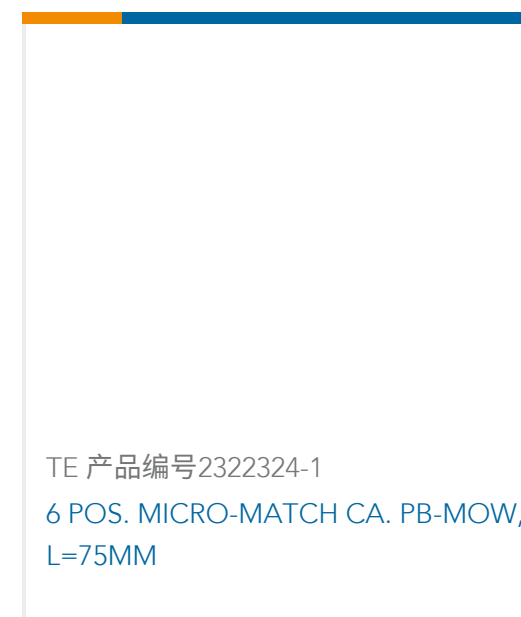 TE 产品编号2322324-1
6 POS. MICRO-MATCH CA. PB-MOW,
L=75MM